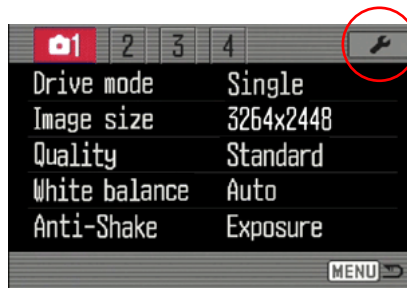 1 2 3 4
Drive mode Single
Image size 3264x2448
Quality Standard
White balance Auto
Anti-Shake Exposure
MENU